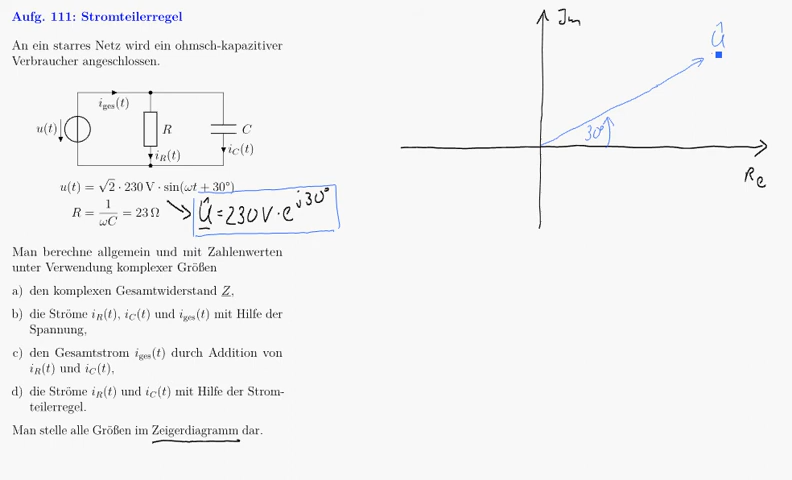 Aufg. 111: Stromteilerregel
An ein starres Netz wird ein ohmsch-kapazitiver
Verbraucher angeschlossen.
i_ges(t)
u(t)
R
C
i_R(t)
i_C(t)
u(t) = √2 · 230 V · sin(ωt + 30°)
R = 1/ωC = 23 Ω
Û = 230V · e^j30°
Man berechne allgemein und mit Zahlenwerten
unter Verwendung komplexer Größen
a) den komplexen Gesamtwiderstand Z,
b) die Ströme i_R(t), i_C(t) und i_ges(t) mit Hilfe der
Spannung,
c) den Gesamtstrom i_ges(t) durch Addition von
i_R(t) und i_C(t),
d) die Ströme i_R(t) und i_C(t) mit Hilfe der Strom-
teilerregel.
Man stelle alle Größen im Zeigerdiagramm dar.
Im
Û
30°
Re